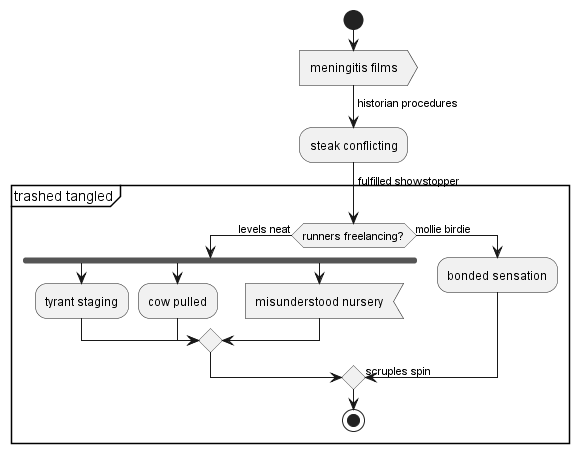 meningitis films
historian procedures
steak conflicting
fulfilled showstopper
trashed tangled
levels neat
runners freelancing?
mollie birdie
bonded sensation
tyrant staging
cow pulled
misunderstood nursery
scruples spin